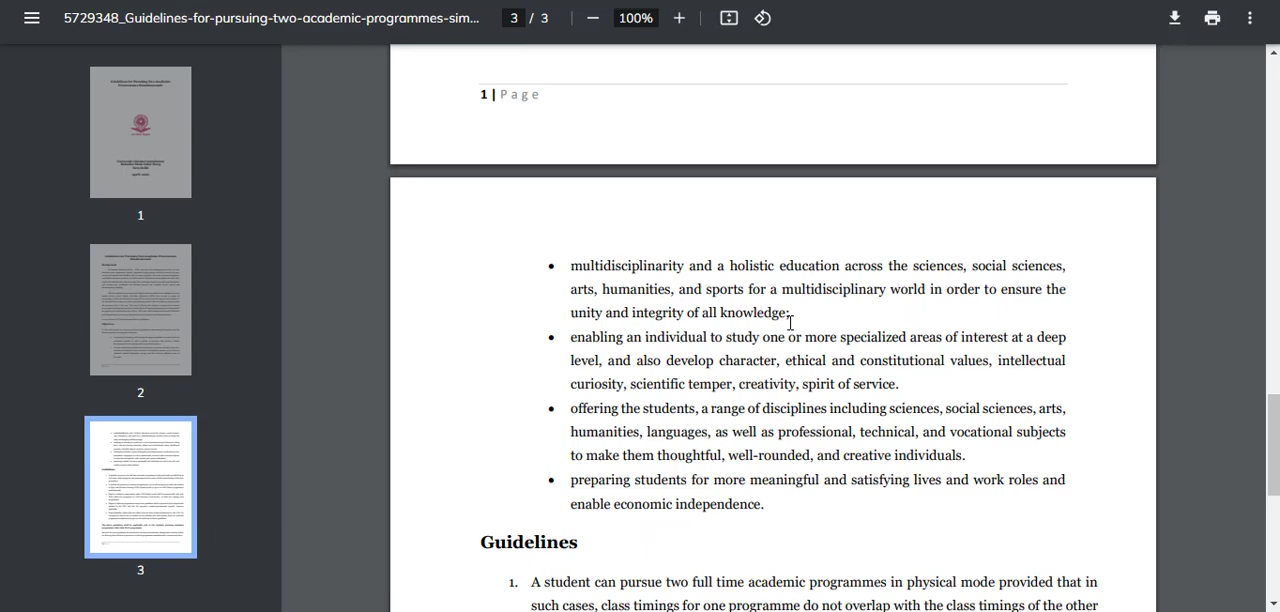 5729348_Guidelines-for-pursuing-two-academic-programmes-sim...
3 / 3
100%
1
2
3
1 | Page
• multidisciplinarity and a holistic education across the sciences, social sciences,
arts, humanities, and sports for a multidisciplinary world in order to ensure the
unity and integrity of all knowledge;
• enabling an individual to study one or more specialized areas of interest at a deep
level, and also develop character, ethical and constitutional values, intellectual
curiosity, scientific temper, creativity, spirit of service.
• offering the students, a range of disciplines including sciences, social sciences, arts,
humanities, languages, as well as professional, technical, and vocational subjects
to make them thoughtful, well-rounded, and creative individuals.
• preparing students for more meaningful and satisfying lives and work roles and
enable economic independence.
Guidelines
1. A student can pursue two full time academic programmes in physical mode provided that in
such cases, class timings for one programme do not overlap with the class timings of the other